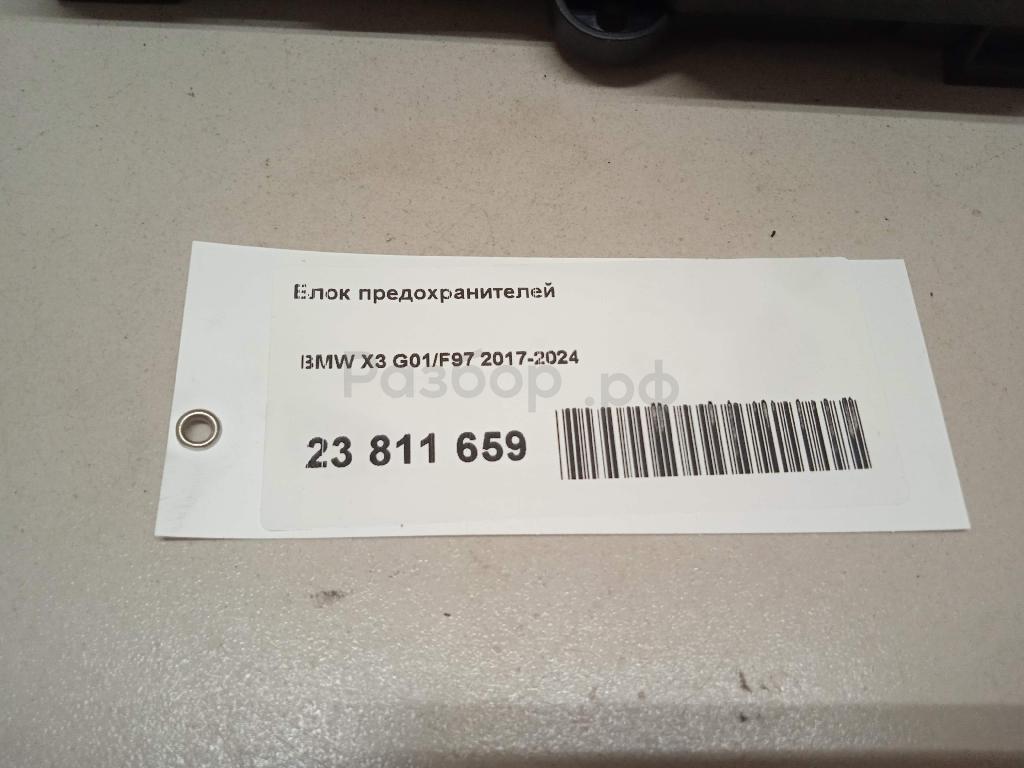 Блок предохранителей
BMW X3 G01/F97 2017-2024
Разбор.рф
23 811 659